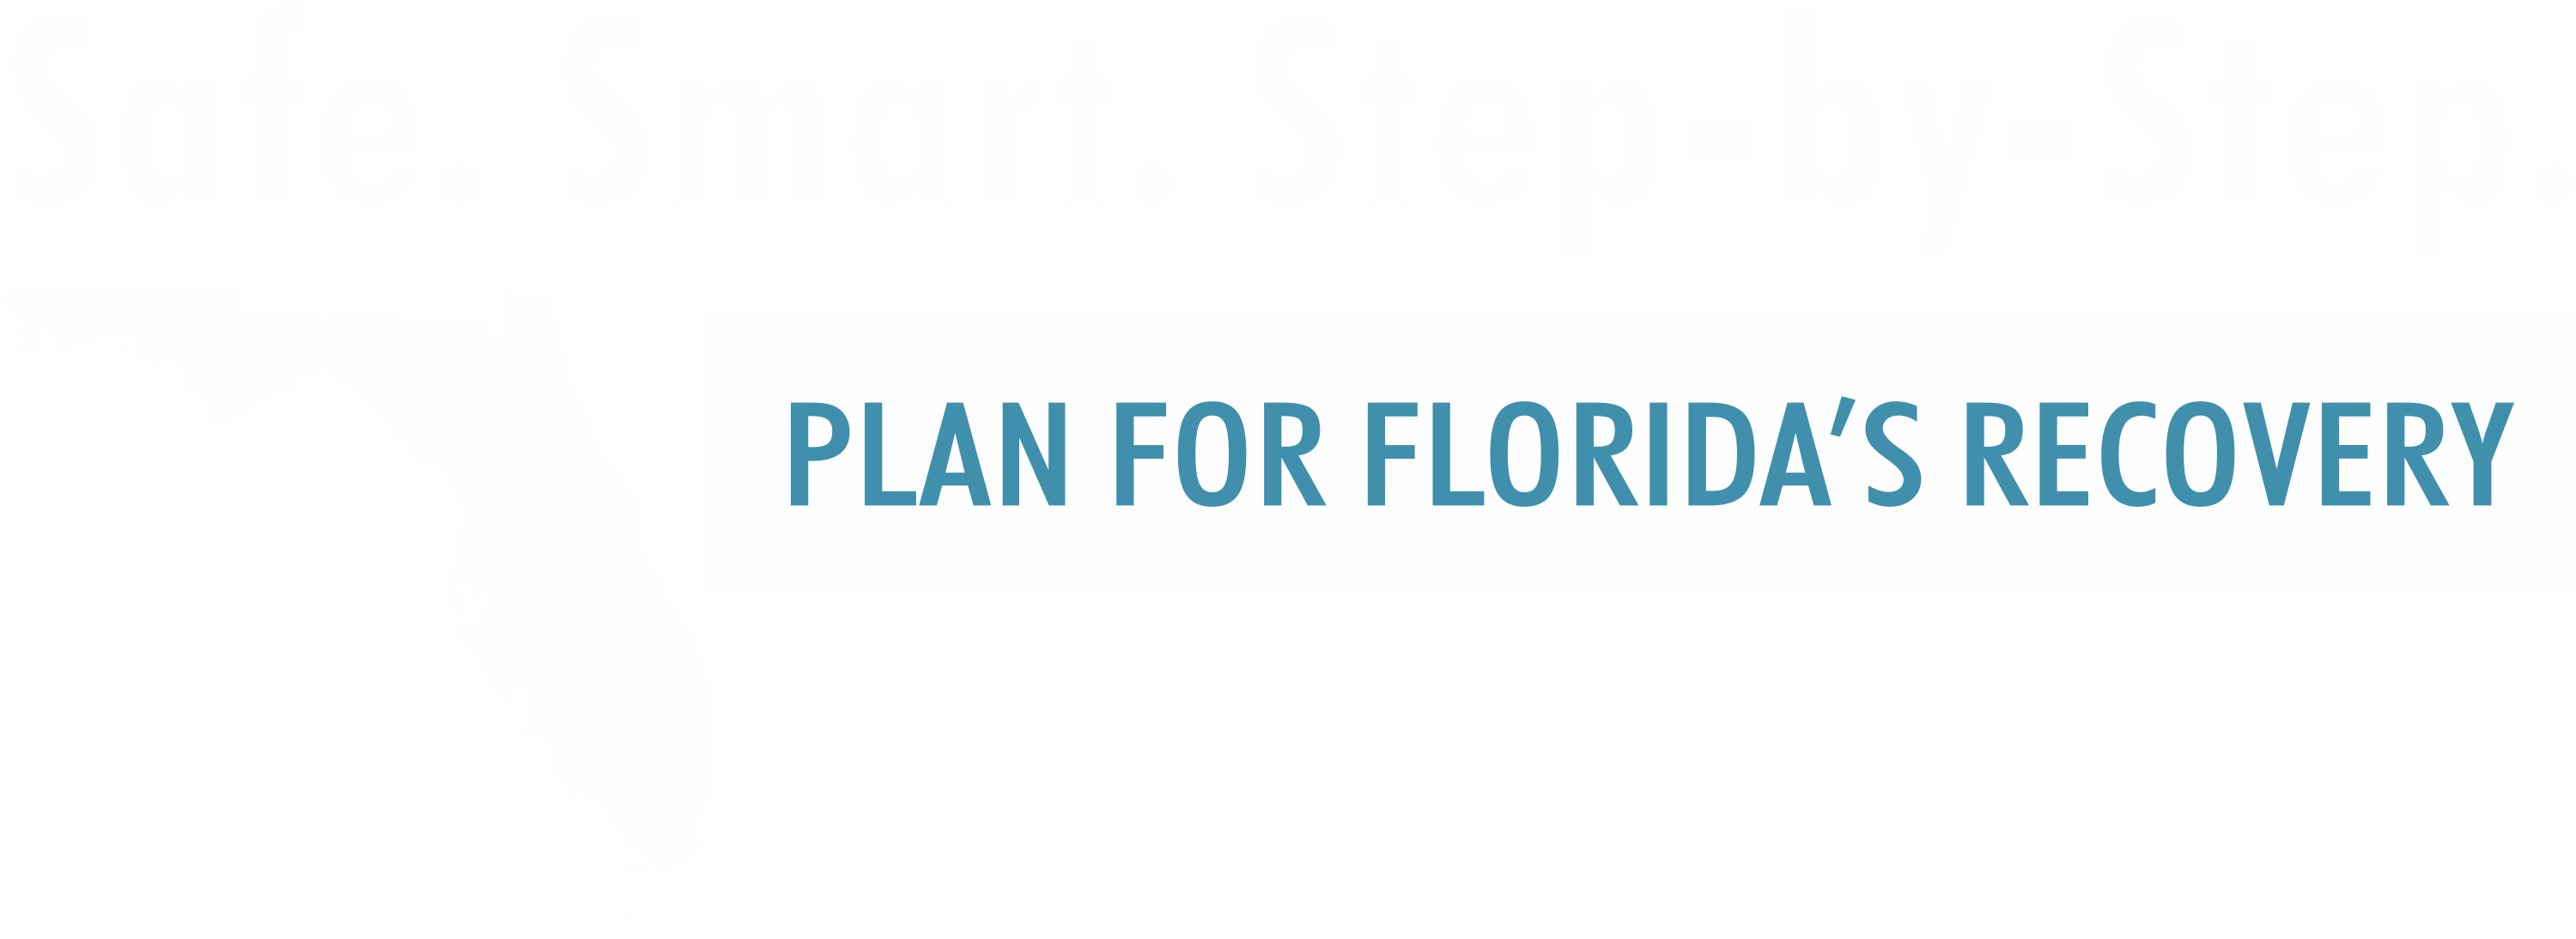 Safe. Smart. Step-by-Step.
PLAN FOR FLORIDA’S RECOVERY